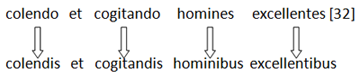 colendo et cogitando homines excellentes [32]
colendis et cogitandis hominibus excellentibus